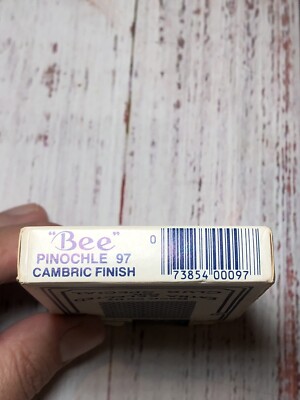 "Bee"
PINOCHLE 97
CAMBRIC FINISH
0
73854 00097